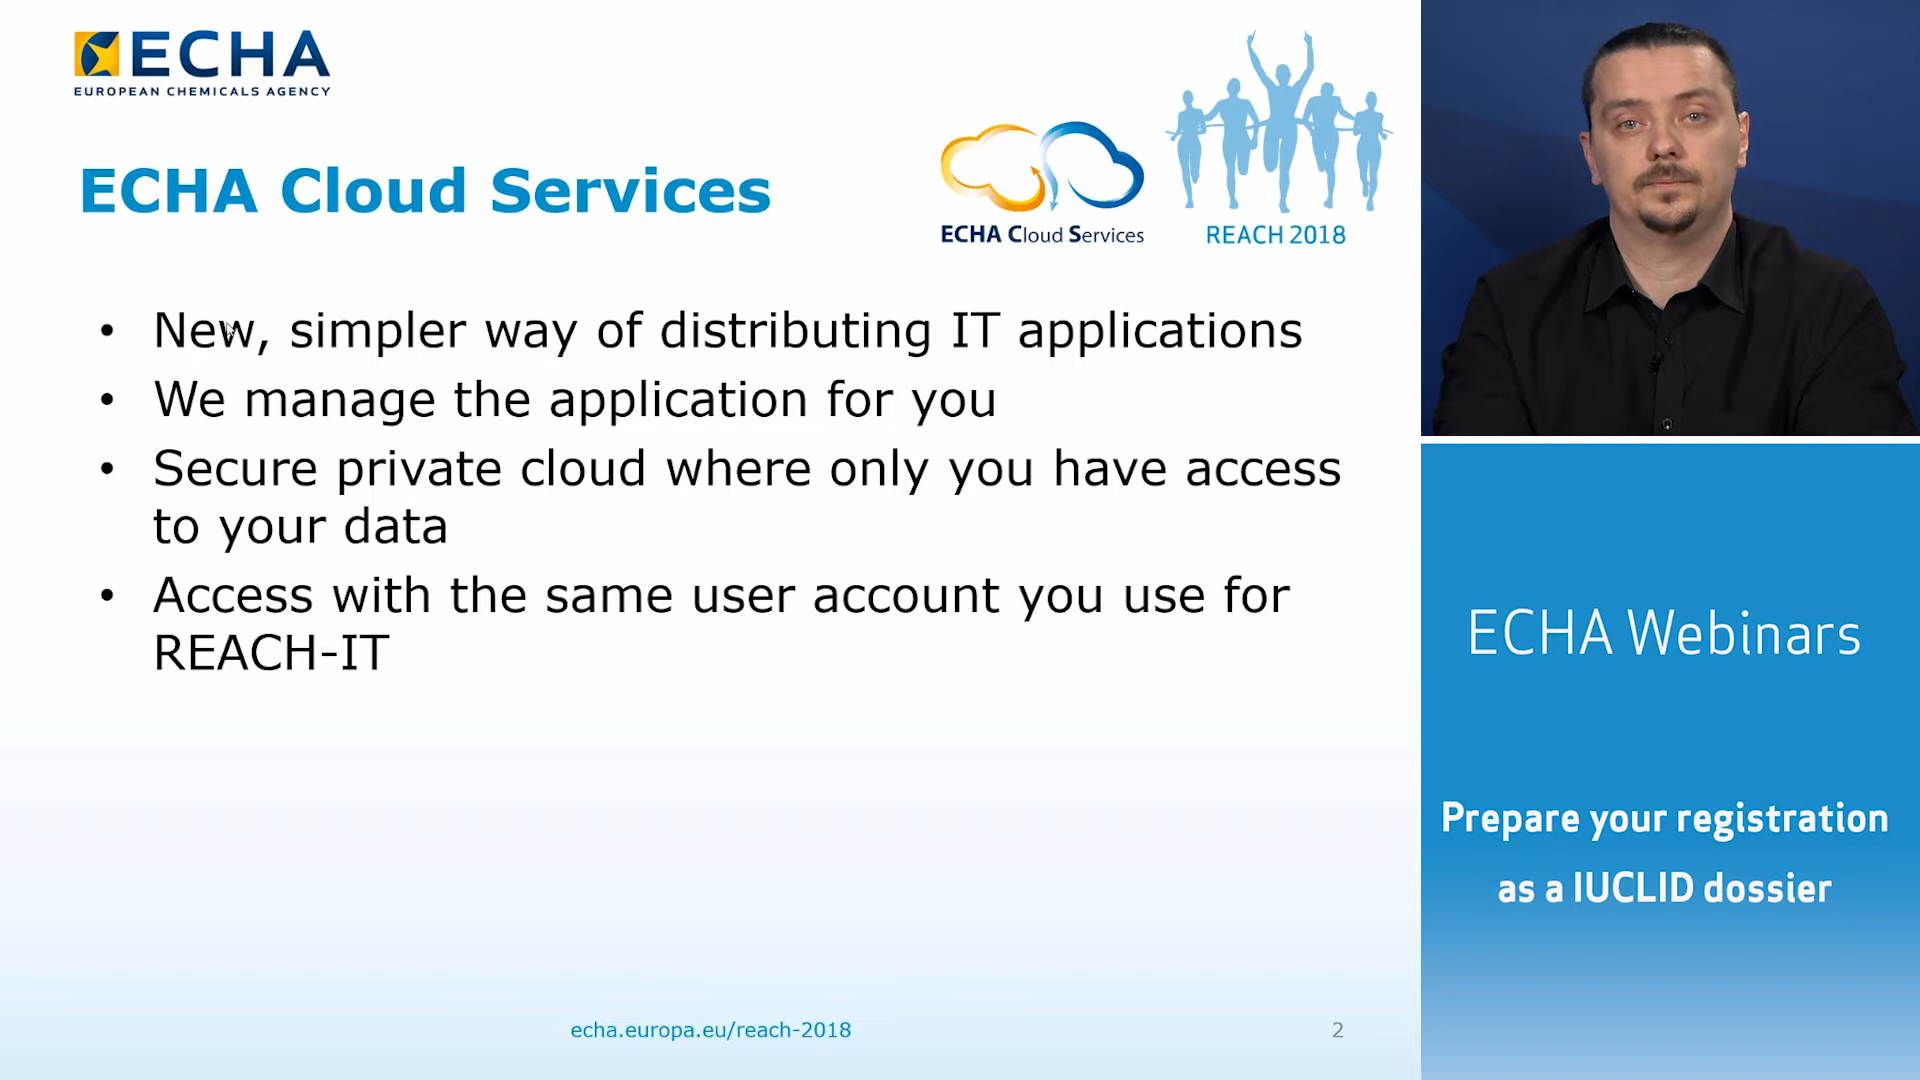 ECHA
EUROPEAN CHEMICALS AGENCY
ECHA Cloud Services
ECHA Cloud Services
REACH 2018
• New, simpler way of distributing IT applications
• We manage the application for you
• Secure private cloud where only you have access
to your data
• Access with the same user account you use for
REACH-IT
echa.europa.eu/reach-2018
2
ECHA Webinars
Prepare your registration
as a IUCLID dossier